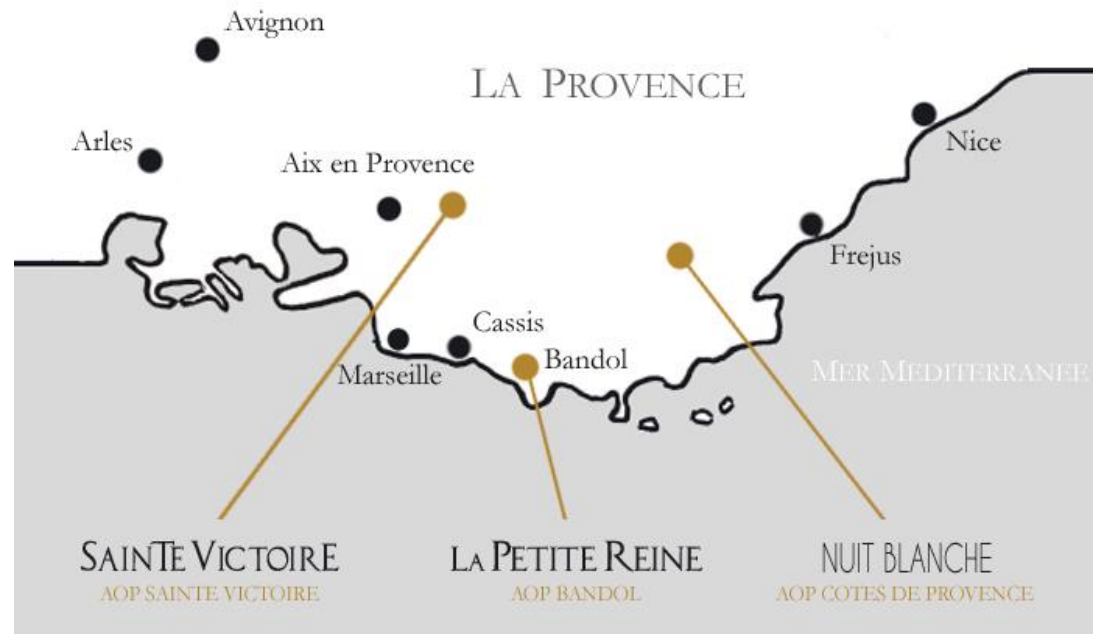 Avignon
LA PROVENCE
Arles
Nice
Aix en Provence
Frejus
Cassis
Bandol
Marseille
MER MEDITERRANEE
SAINTE VICTOIRE
AOP SAINTE VICTOIRE
LA PETITE REINE
AOP BANDOL
NUIT BLANCHE
AOP COTES DE PROVENCE